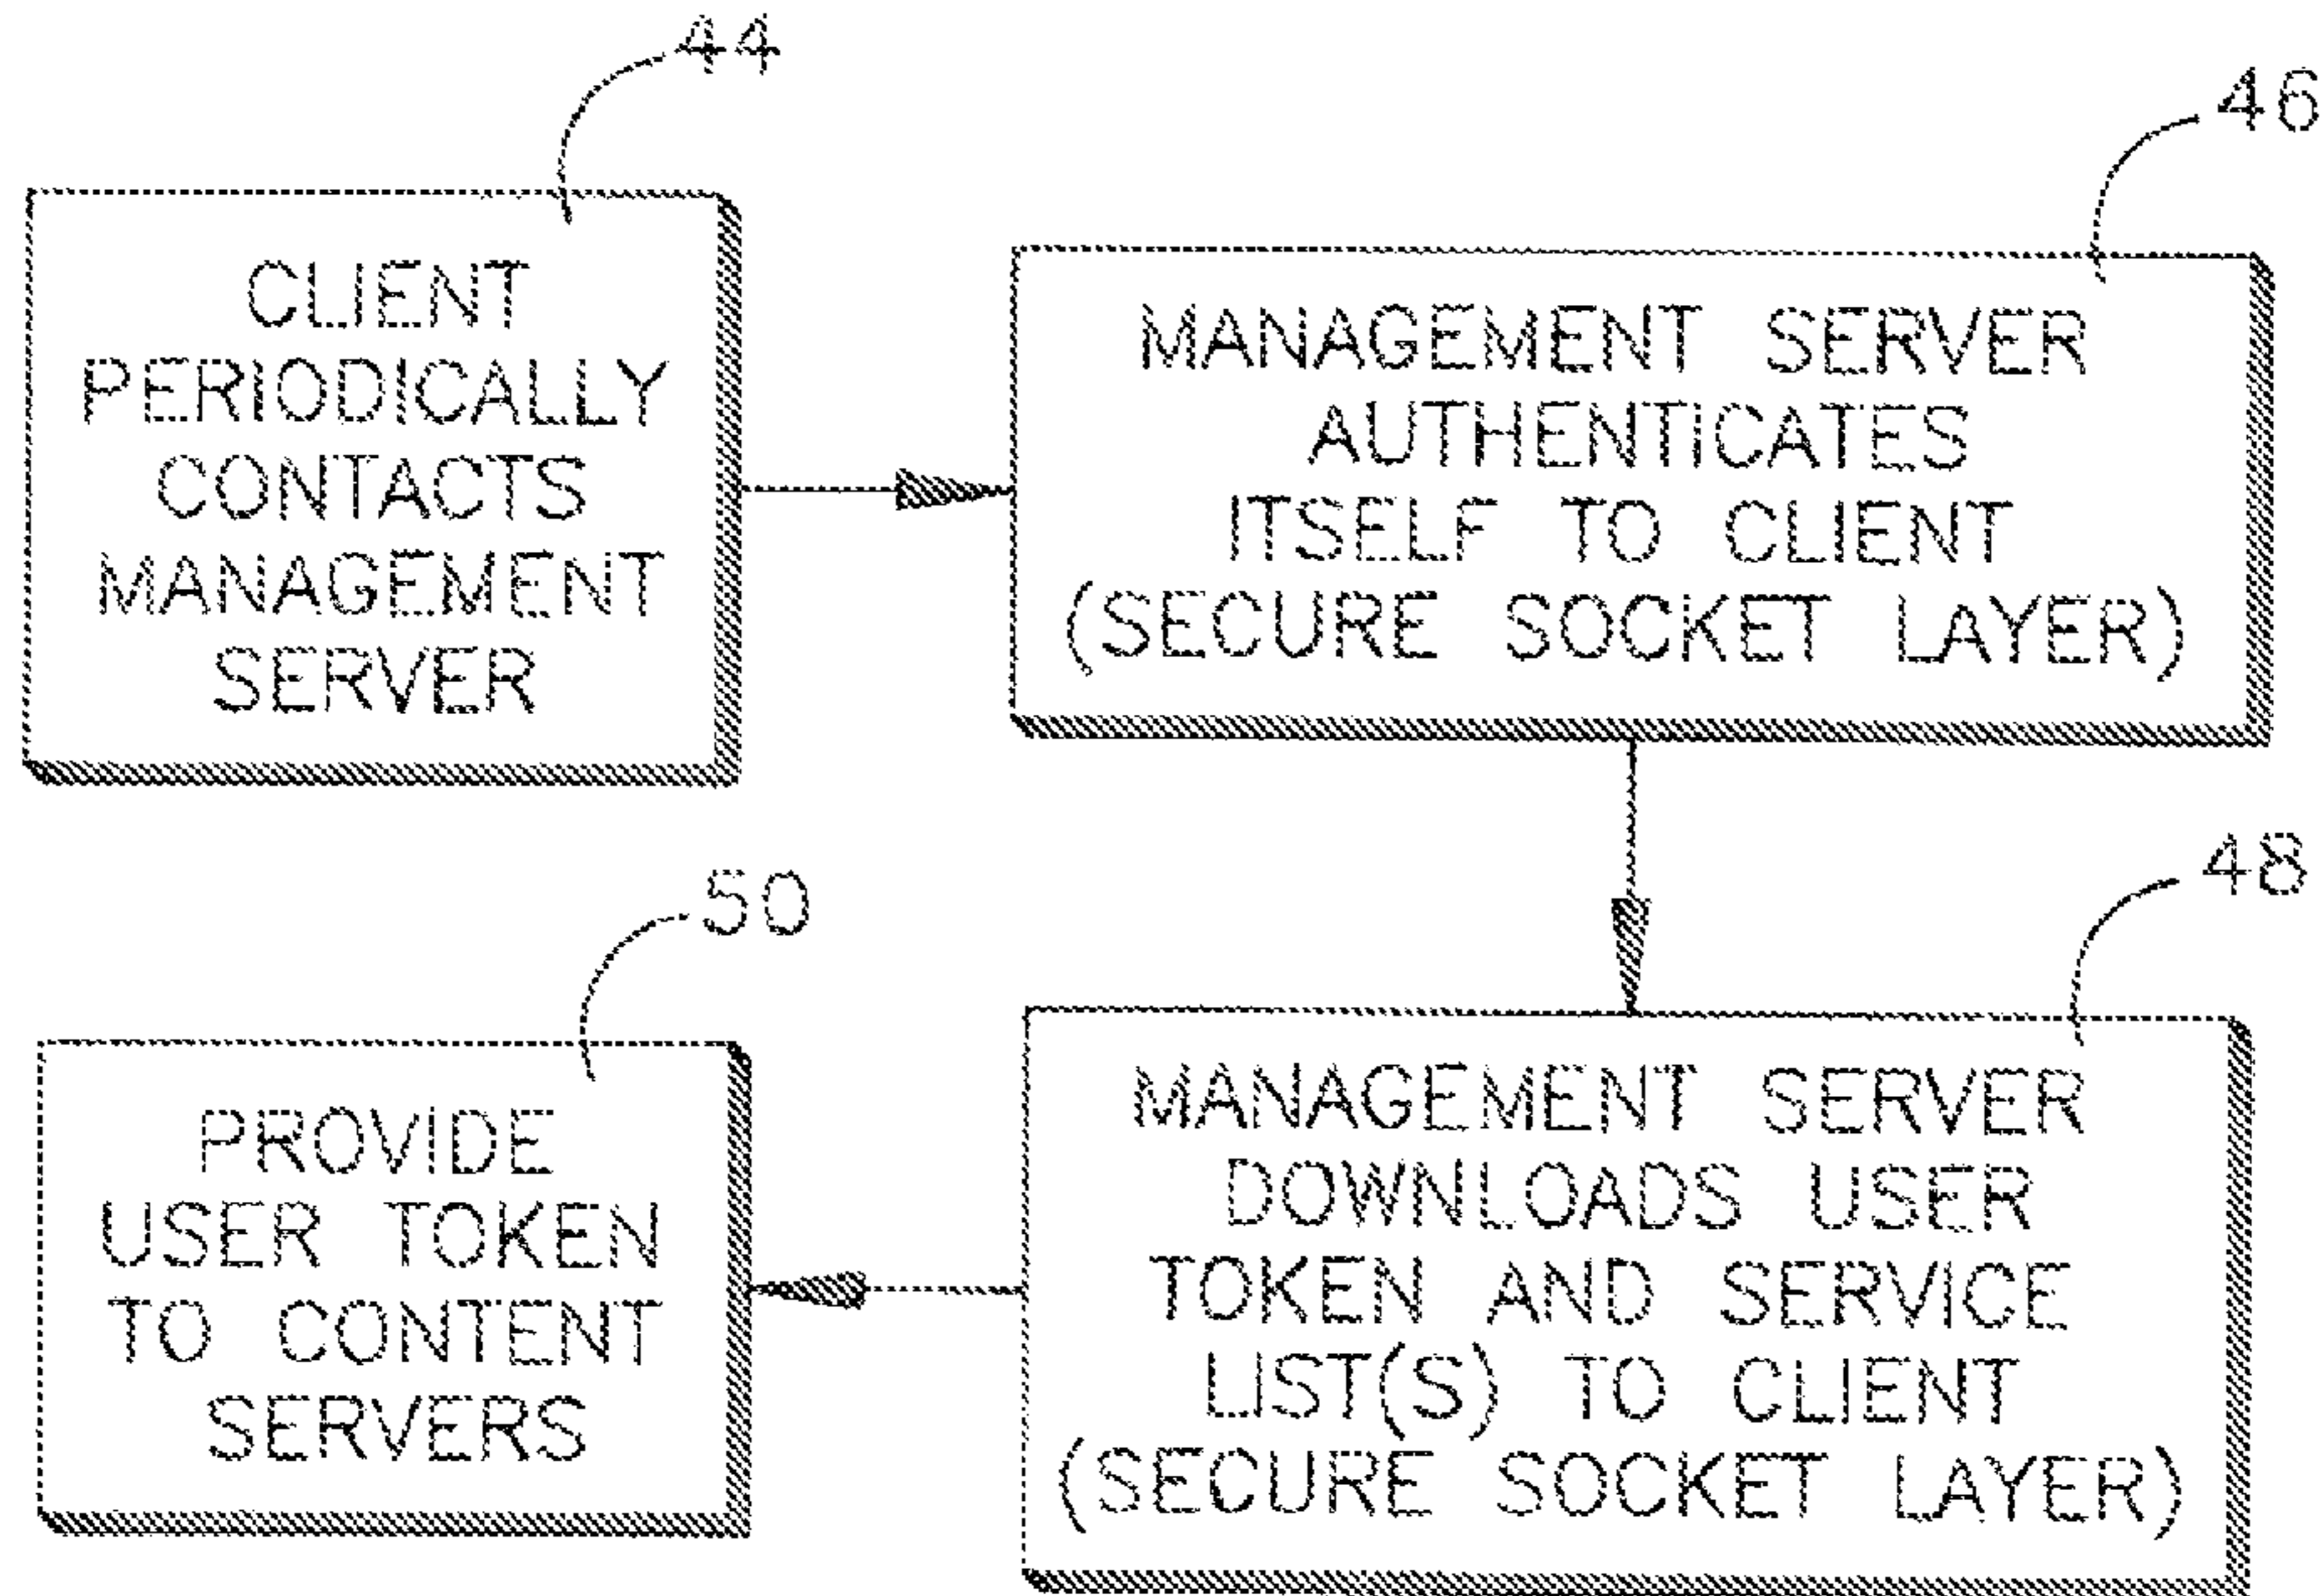 44
CLIENT
PERIODICALLY
CONTACTS
MANAGEMENT
SERVER
46
MANAGEMENT SERVER
AUTHENTICATES
ITSELF TO CLIENT
(SECURE SOCKET LAYER)
48
MANAGEMENT SERVER
DOWNLOADS USER
TOKEN AND SERVICE
LIST(S) TO CLIENT
(SECURE SOCKET LAYER)
50
PROVIDE
USER TOKEN
TO CONTENT
SERVERS